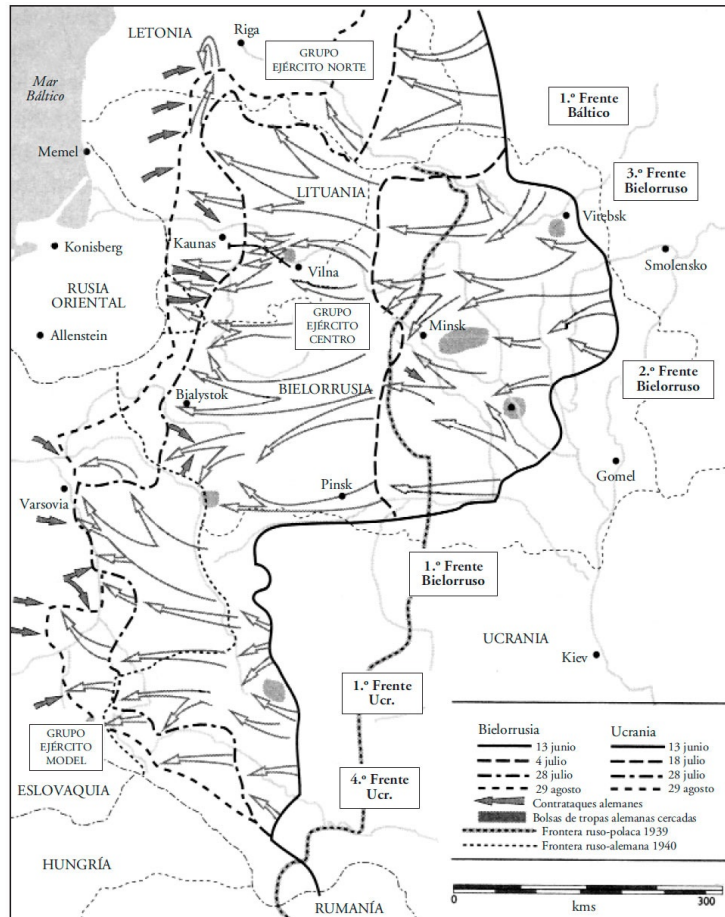 LETONIA
Riga
GRUPO
EJÉRCITO NORTE
Mar
Báltico
1.º Frente
Báltico
Memel
3.º Frente
Bielorruso
LITUANIA
Vitebsk
Kaunas
Konisberg
Smolensko
Vilna
RUSIA
ORIENTAL
GRUPO
EJÉRCITO
CENTRO
Allenstein
Minsk
2.º Frente
Bielorruso
BIELORRUSIA
Bialystok
Gomel
Pinsk
Varsovia
1.º Frente
Bielorruso
UCRANIA
Kiev
1.º Frente
Ucr.
GRUPO
EJÉRCITO
MODEL
4.º Frente
Ucr.
ESLOVAQUIA
HUNGRÍA
RUMANÍA
Bielorrusia Ucrania
13 junio 13 junio
4 julio 18 julio
28 julio 28 julio
29 agosto 29 agosto
Contrataques alemanes
Bolsas de tropas alemanas cercadas
Frontera ruso-polaca 1939
Frontera ruso-alemana 1940
0 300
kms